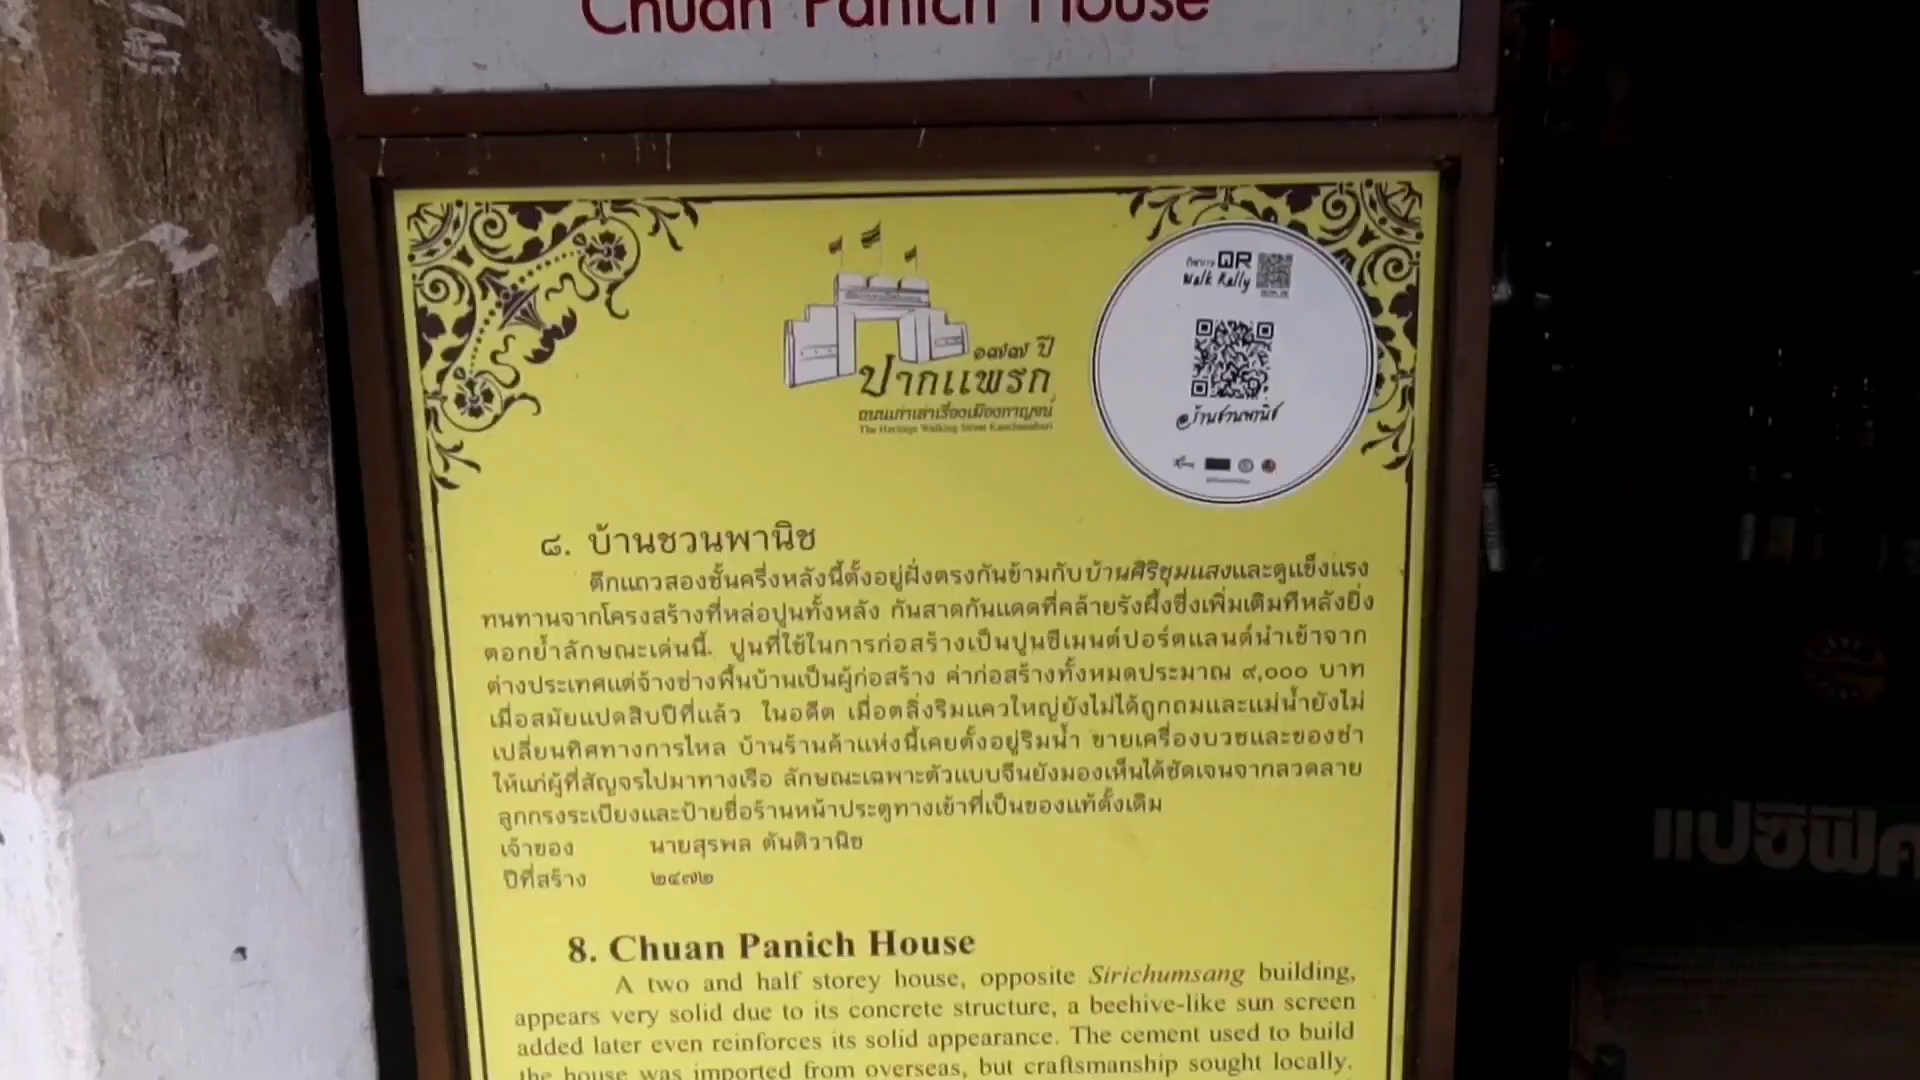 Chuan Panich House
QR
Walk Rally
๑๗๗ ปี
ปากแพรก
ถนนเก่าเล่าเรื่องเมืองกาญจน์
The Heritage Walking Street Kanchanaburi
@ร้านชวนพานิช
๘. บ้านชวนพานิช
ตึกแถวสองชั้นครึ่งหลังนี้ตั้งอยู่ฝั่งตรงกันข้ามกับบ้านศิริชุมแสงและดูแข็งแรง
ทนทานจากโครงสร้างที่หล่อปูนทั้งหลัง กันสาดกันแดดที่คล้ายรังผึ้งซึ่งเพิ่มเติมทีหลังยิ่ง
ตอกย้ำลักษณะเด่นนี้. ปูนที่ใช้ในการก่อสร้างเป็นปูนซีเมนต์ปอร์ตแลนด์นำเข้าจาก
ต่างประเทศแต่จ้างช่างพื้นบ้านเป็นผู้ก่อสร้าง ค่าก่อสร้างทั้งหมดประมาณ ๙,๐๐๐ บาท
เมื่อสมัยแปดสิบปีที่แล้ว ในอดีต เมื่อตลิ่งริมแควใหญ่ยังไม่ได้ถูกถมและแม่น้ำยังไม่
เปลี่ยนทิศทางการไหล บ้านร้านค้าแห่งนี้เคยตั้งอยู่ริมน้ำ ขายเครื่องบวชและของชำ
ให้แก่ผู้ที่สัญจรไปมาทางเรือ ลักษณะเฉพาะตัวแบบจีนยังมองเห็นได้ชัดเจนจากลวดลาย
ลูกกรงระเบียงและป้ายชื่อร้านหน้าประตูทางเข้าที่เป็นของแท้ดั้งเดิม
เจ้าของ นายสุรพล ตันติวานิช
ปีที่สร้าง ๒๔๗๒
8. Chuan Panich House
A two and half storey house, opposite Sirichumsang building,
appears very solid due to its concrete structure, a beehive-like sun screen
added later even reinforces its solid appearance. The cement used to build
the house was imported from overseas, but craftsmanship sought locally.
แปซิฟิค